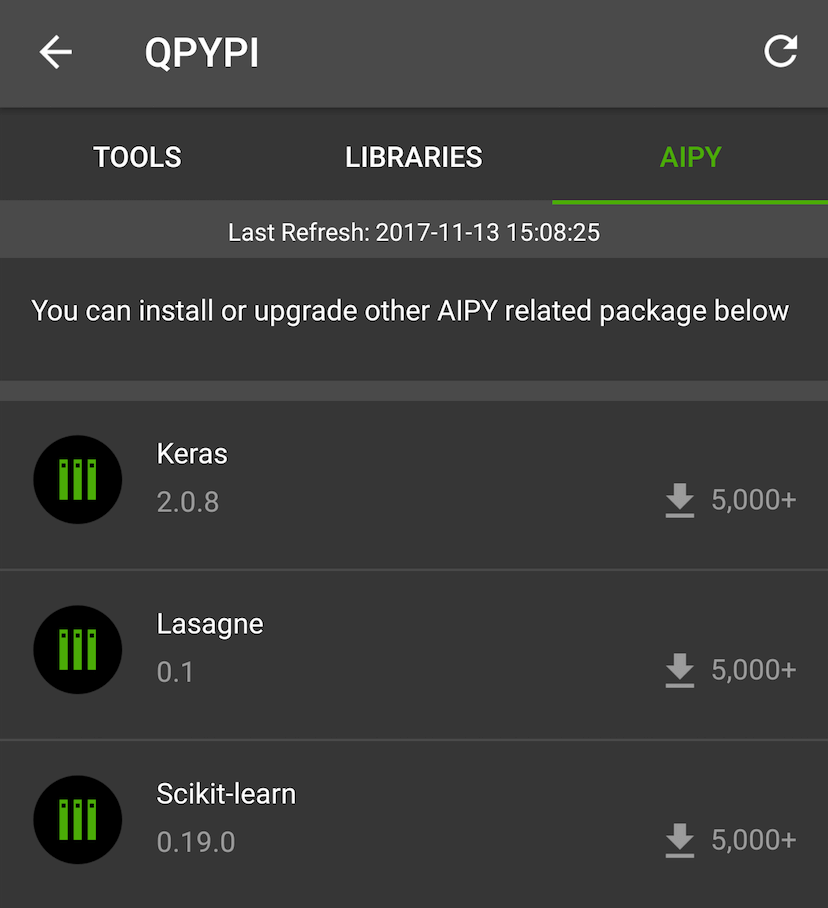 QPYPI
TOOLS LIBRARIES AIPY
Last Refresh: 2017-11-13 15:08:25
You can install or upgrade other AIPY related package below
Keras
2.0.8 5,000+
Lasagne
0.1 5,000+
Scikit-learn
0.19.0 5,000+